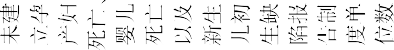 未建
立孕
产妇
死亡、
婴儿
死亡
以及
新生
儿初
生缺
陷报
告制
度单
位数